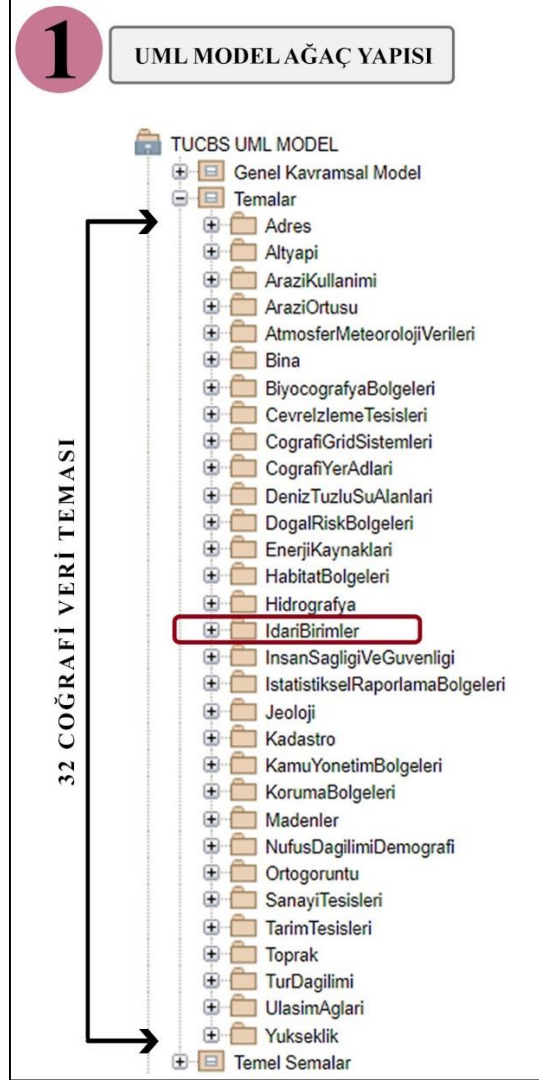 1
UML MODEL AĞAÇ YAPISI
TUCBS UML MODEL
Genel Kavramsal Model
Temalar
Adres
Altyapi
AraziKullanimi
AraziOrtusu
AtmosferMeteorolojiVerileri
Bina
BiyocografyaBolgeleri
CevreIzlemeTesisleri
CografiGridSistemleri
CografiYerAdlari
DenizTuzluSuAlanlari
DogalRiskBolgeleri
EnerjiKaynaklari
HabitatBolgeleri
Hidrografya
IdariBirimler
InsanSagligiVeGuvenligi
IstatistikselRaporlamaBolgeleri
Jeoloji
Kadastro
KamuYonetimBolgeleri
KorumaBolgeleri
Madenler
NufusDagilimiDemografi
Ortogoruntu
SanayiTesisleri
TarimTesisleri
Toprak
TurDagilimi
UlasimAglari
Yukseklik
Temel Semalar
32 COĞRAFİ VERİ TEMASI